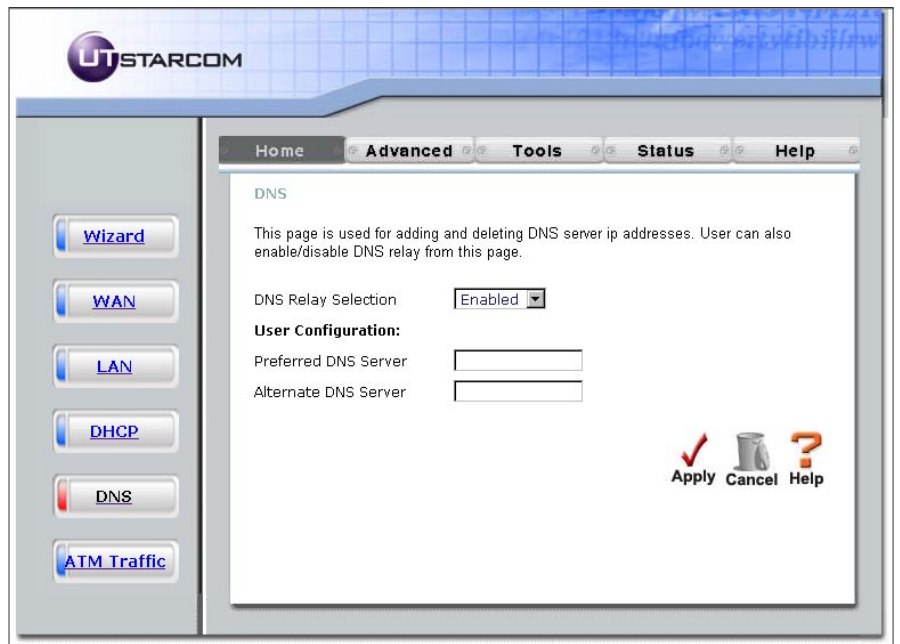 UTSTARCOM
Home Advanced Tools Status Help
Wizard
WAN
LAN
DHCP
DNS
ATM Traffic
DNS
This page is used for adding and deleting DNS server ip addresses. User can also
enable/disable DNS relay from this page.
DNS Relay Selection Enabled
User Configuration:
Preferred DNS Server
Alternate DNS Server
Apply Cancel Help